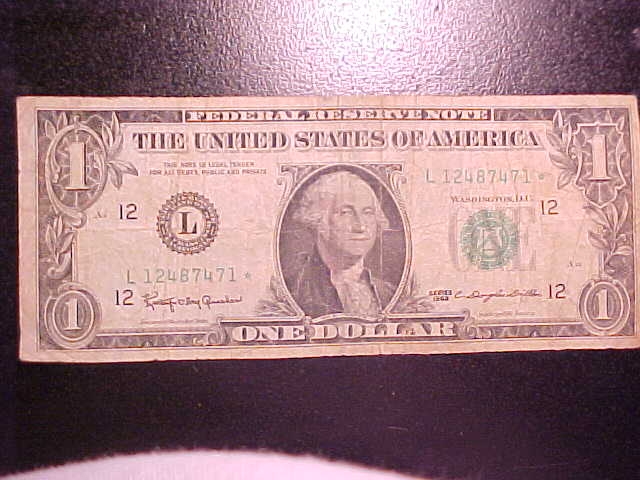 FEDERAL RESERVE NOTE
THE UNITED STATES OF AMERICA
1
1
THIS NOTE IS LEGAL TENDER
FOR ALL DEBTS, PUBLIC AND PRIVATE
L 12487471 *
WASHINGTON, D.C.
12
12
L
ONE
L 12487471 *
12
SERIES
1963
12
1
ONE DOLLAR
1